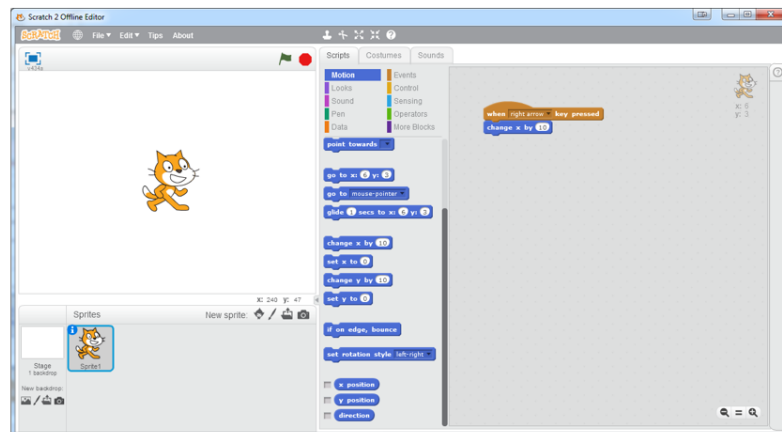 Scratch 2 Offline Editor
SCRATCH File Edit Tips About
v434a
x: 240 y: 47
Sprites New sprite:
Stage
1 backdrop
New backdrop:
Sprite1
Scripts Costumes Sounds
Motion Events
Looks Control
Sound Sensing
Pen Operators
Data More Blocks
point towards
go to x: 6 y: 3
go to mouse-pointer
glide 1 secs to x: 6 y: 3
change x by 10
set x to 0
change y by 10
set y to 0
if on edge, bounce
set rotation style left-right
x position
y position
direction
when right arrow key pressed
change x by 10
x: 6
y: 3